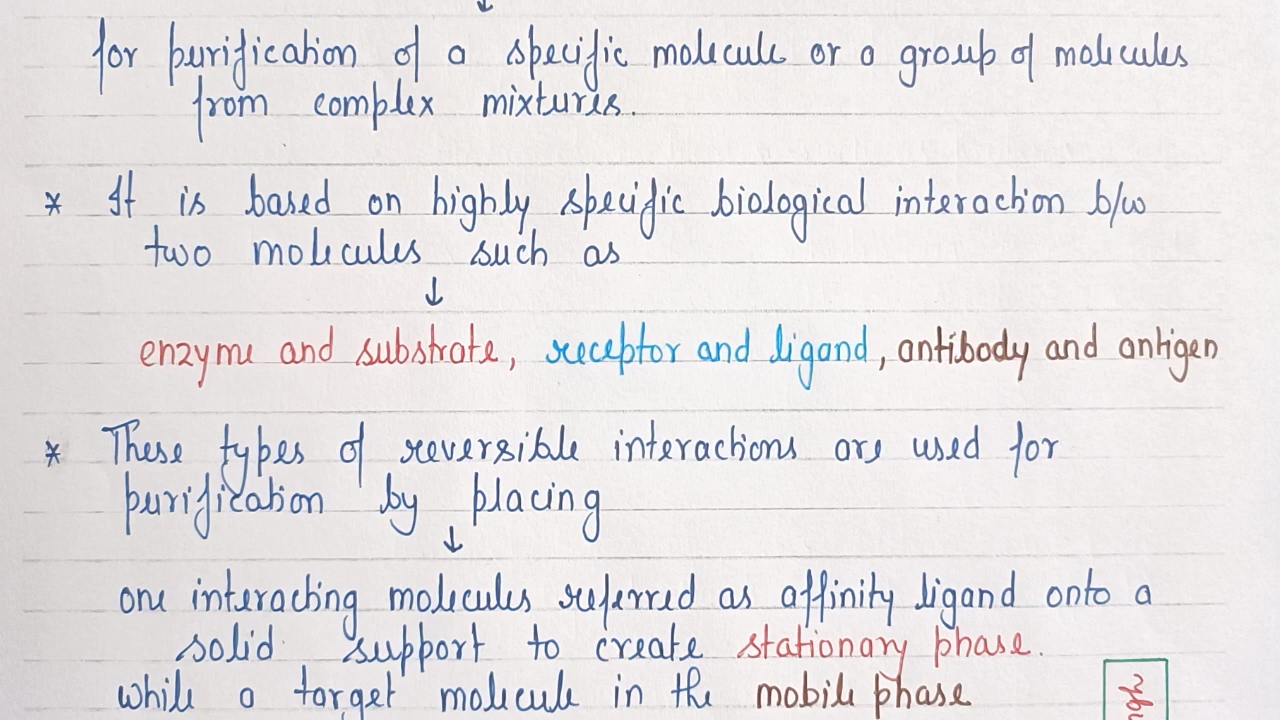 for purification of a specific molecule or a group of molecules
from complex mixtures.
* It is based on highly specific biological interaction b/w
two molecules such as
↓
enzyme and substrate, receptor and ligand, antibody and antigen
* These types of reversible interactions are used for
purification by placing
↓
one interacting molecules referred as affinity ligand onto a
solid support to create stationary phase.
while a target molecule in the mobile phase